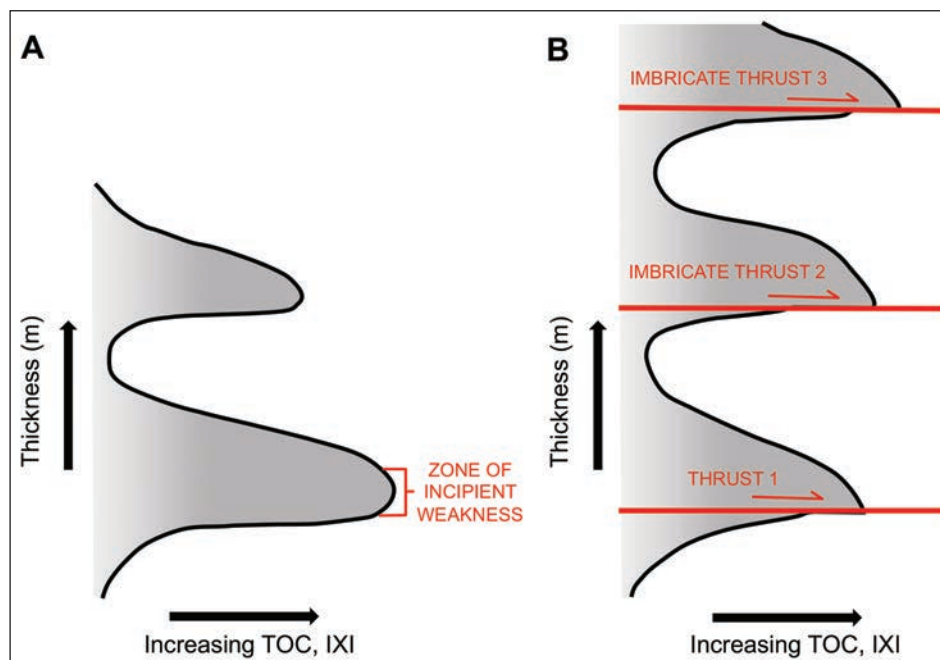 A
Thickness (m)
ZONE OF
INCIPIENT
WEAKNESS
Increasing TOC, IXI
B
IMBRICATE THRUST 3
IMBRICATE THRUST 2
Thickness (m)
THRUST 1
Increasing TOC, IXI